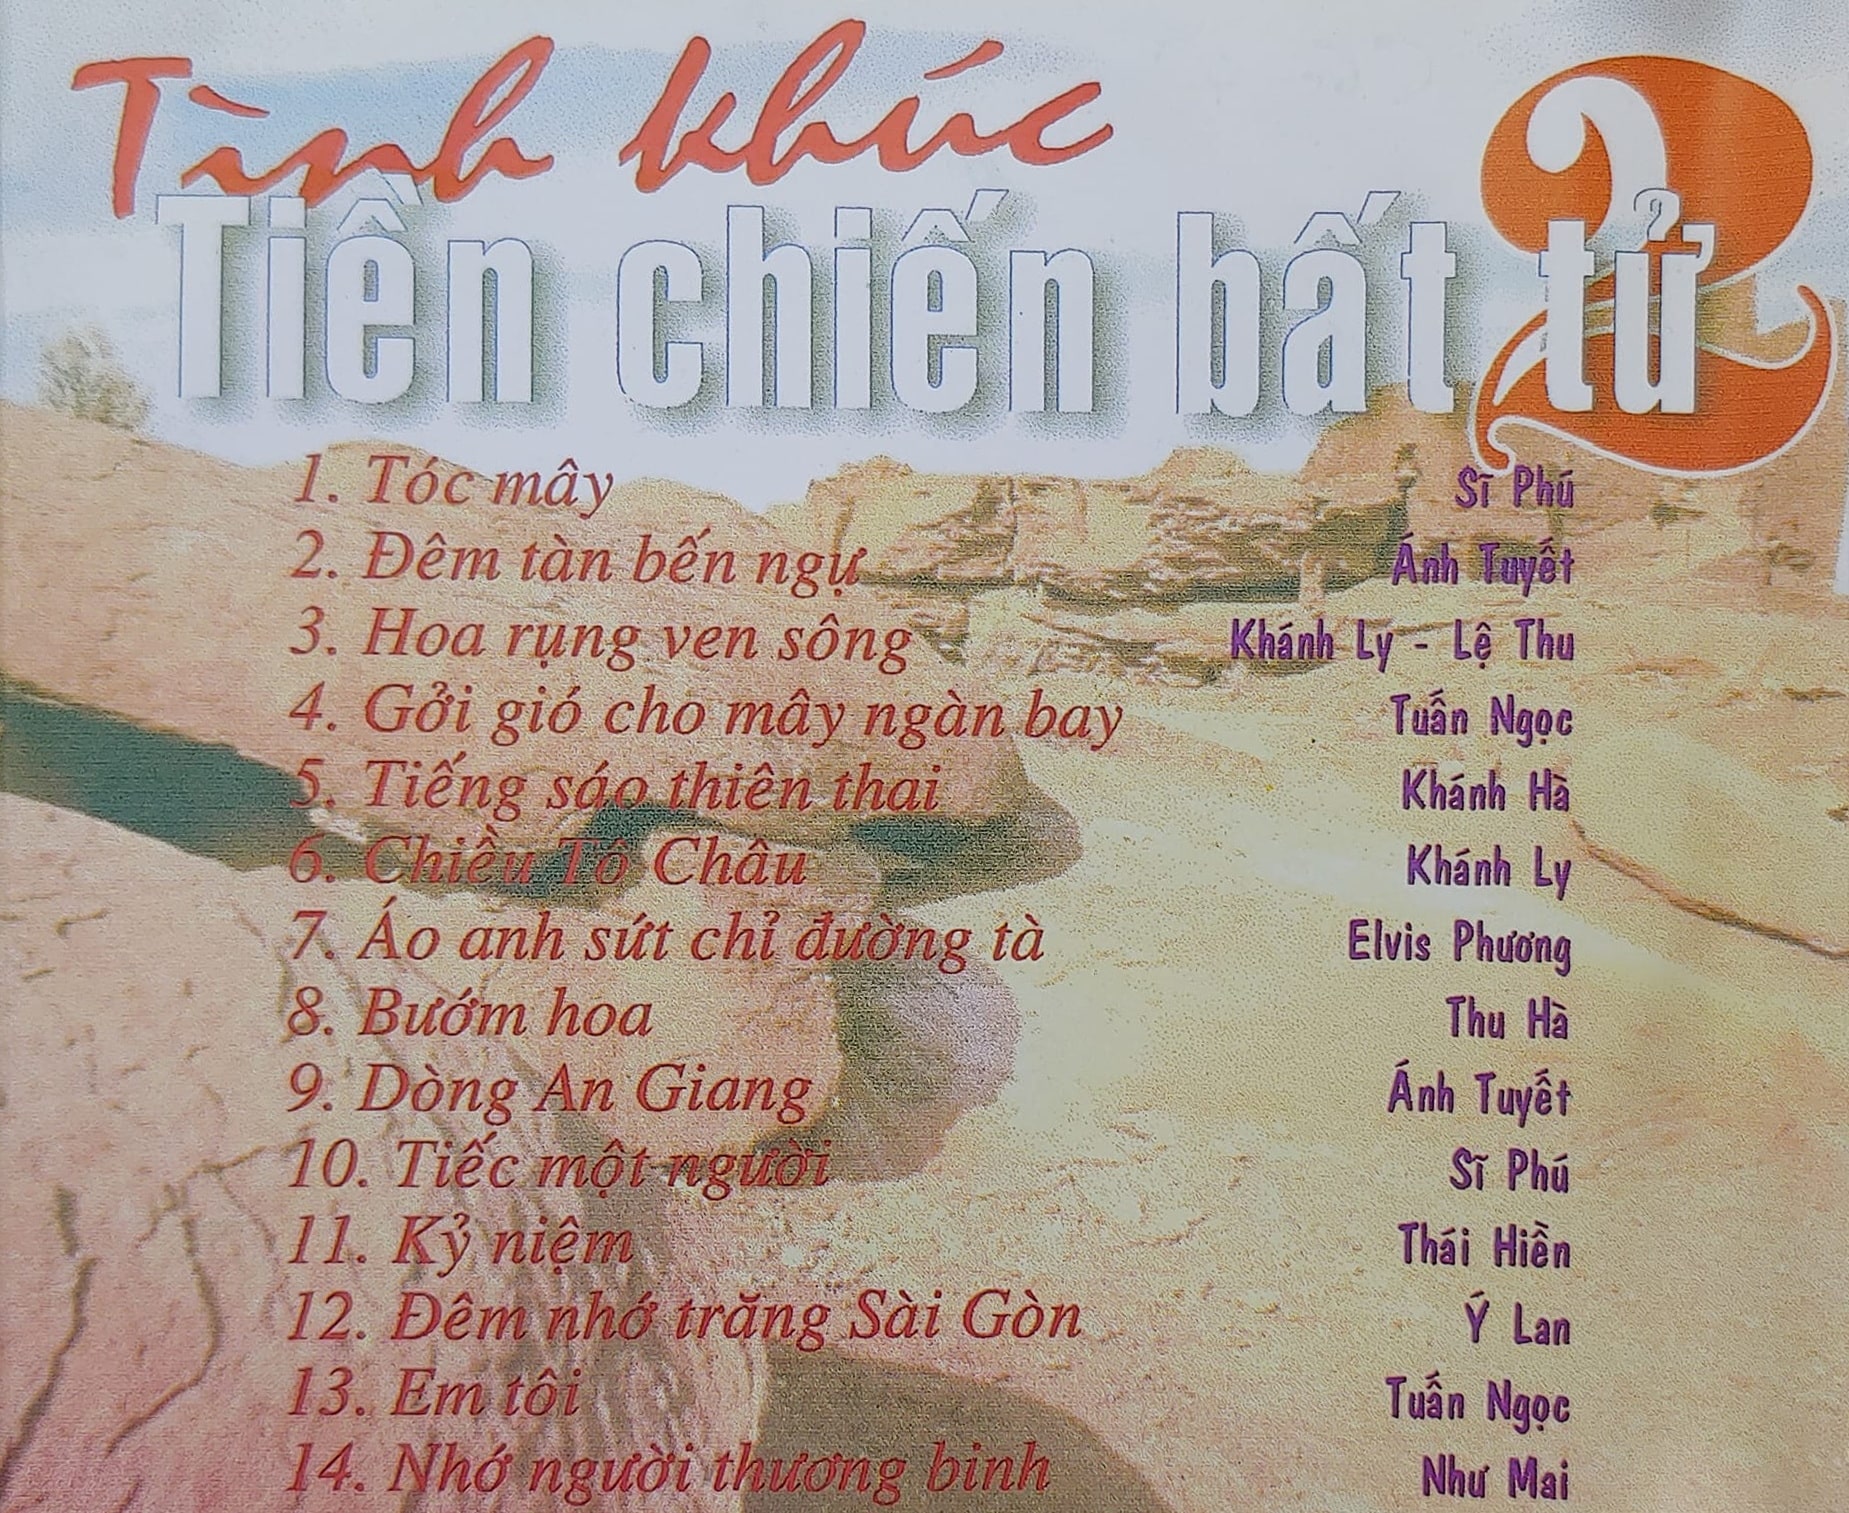 Tình khúc
Tiền chiến bất tử 2
1. Tóc mây Sĩ Phú
2. Đêm tàn bến ngự Ánh Tuyết
3. Hoa rụng ven sông Khánh Ly - Lệ Thu
4. Gởi gió cho mây ngàn bay Tuấn Ngọc
5. Tiếng sáo thiên thai Khánh Hà
6. Chiều Tô Châu Khánh Ly
7. Áo anh sứt chỉ đường tà Elvis Phương
8. Bướm hoa Thu Hà
9. Dòng An Giang Ánh Tuyết
10. Tiếc một người Sĩ Phú
11. Kỷ niệm Thái Hiền
12. Đêm nhớ trăng Sài Gòn Ý Lan
13. Em tôi Tuấn Ngọc
14. Nhớ người thương binh Như Mai